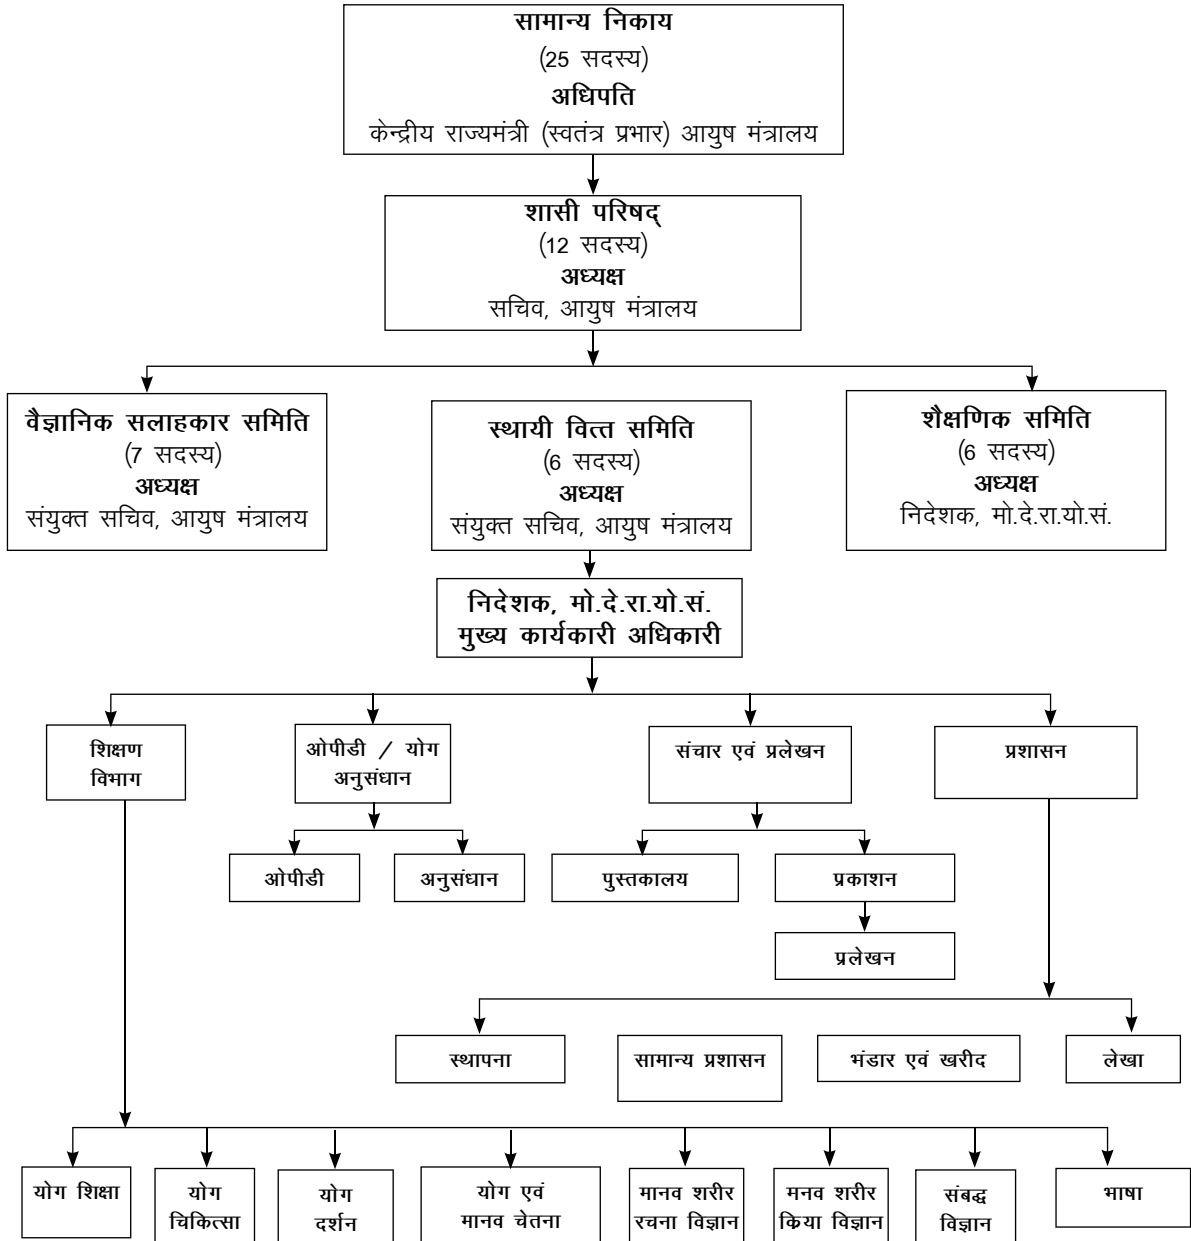 सामान्य निकाय
(25 सदस्य)
अधिपति
केन्द्रीय राज्यमंत्री (स्वतंत्र प्रभार) आयुष मंत्रालय
शासी परिषद्
(12 सदस्य)
अध्यक्ष
सचिव, आयुष मंत्रालय
वैज्ञानिक सलाहकार समिति
(7 सदस्य)
अध्यक्ष
संयुक्त सचिव, आयुष मंत्रालय
स्थायी वित्त समिति
(6 सदस्य)
अध्यक्ष
संयुक्त सचिव, आयुष मंत्रालय
शैक्षणिक समिति
(6 सदस्य)
अध्यक्ष
निदेशक, मो.दे.रा.यो.सं.
निदेशक, मो.दे.रा.यो.सं.
मुख्य कार्यकारी अधिकारी
शिक्षण
विभाग
ओपीडी / योग
अनुसंधान
संचार एवं प्रलेखन
प्रशासन
ओपीडी
अनुसंधान
पुस्तकालय
प्रकाशन
प्रलेखन
स्थापना
सामान्य प्रशासन
भंडार एवं खरीद
लेखा
योग शिक्षा
योग
चिकित्सा
योग
दर्शन
योग एवं
मानव चेतना
मानव शरीर
रचना विज्ञान
मनव शरीर
किया विज्ञान
संबद्ध
विज्ञान
भाषा